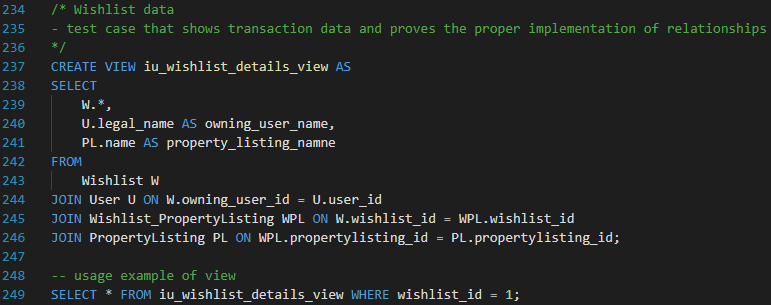 234 /* Wishlist data
235 - test case that shows transaction data and proves the proper implementation of relationships
236 */
237 CREATE VIEW iu_wishlist_details_view AS
238 SELECT
239 W.*,
240 U.legal_name AS owning_user_name,
241 PL.name AS property_listing_namne
242 FROM
243 Wishlist W
244 JOIN User U ON W.owning_user_id = U.user_id
245 JOIN Wishlist_PropertyListing WPL ON W.wishlist_id = WPL.wishlist_id
246 JOIN PropertyListing PL ON WPL.propertylisting_id = PL.propertylisting_id;
247
248 -- usage example of view
249 SELECT * FROM iu_wishlist_details_view WHERE wishlist_id = 1;